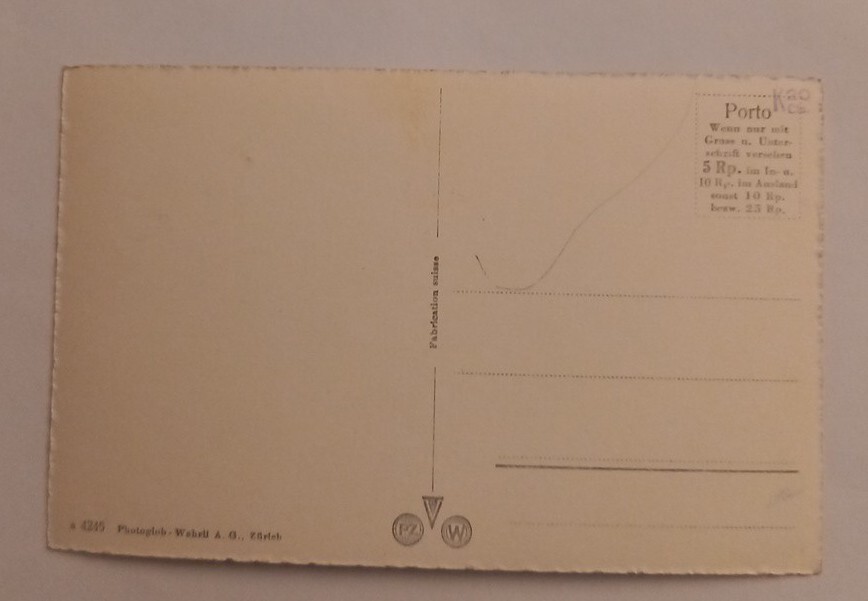 Porto
Wenn nur mit
Gruss u. Unter-
schrift versehen
5 Rp. im In- u.
10 Rp. im Ausland
sonst 10 Rp.
bezw. 25 Rp.
Fabrication suisse
a 4245 Photoglob-Wehrli A. G., Zürich
PZ W